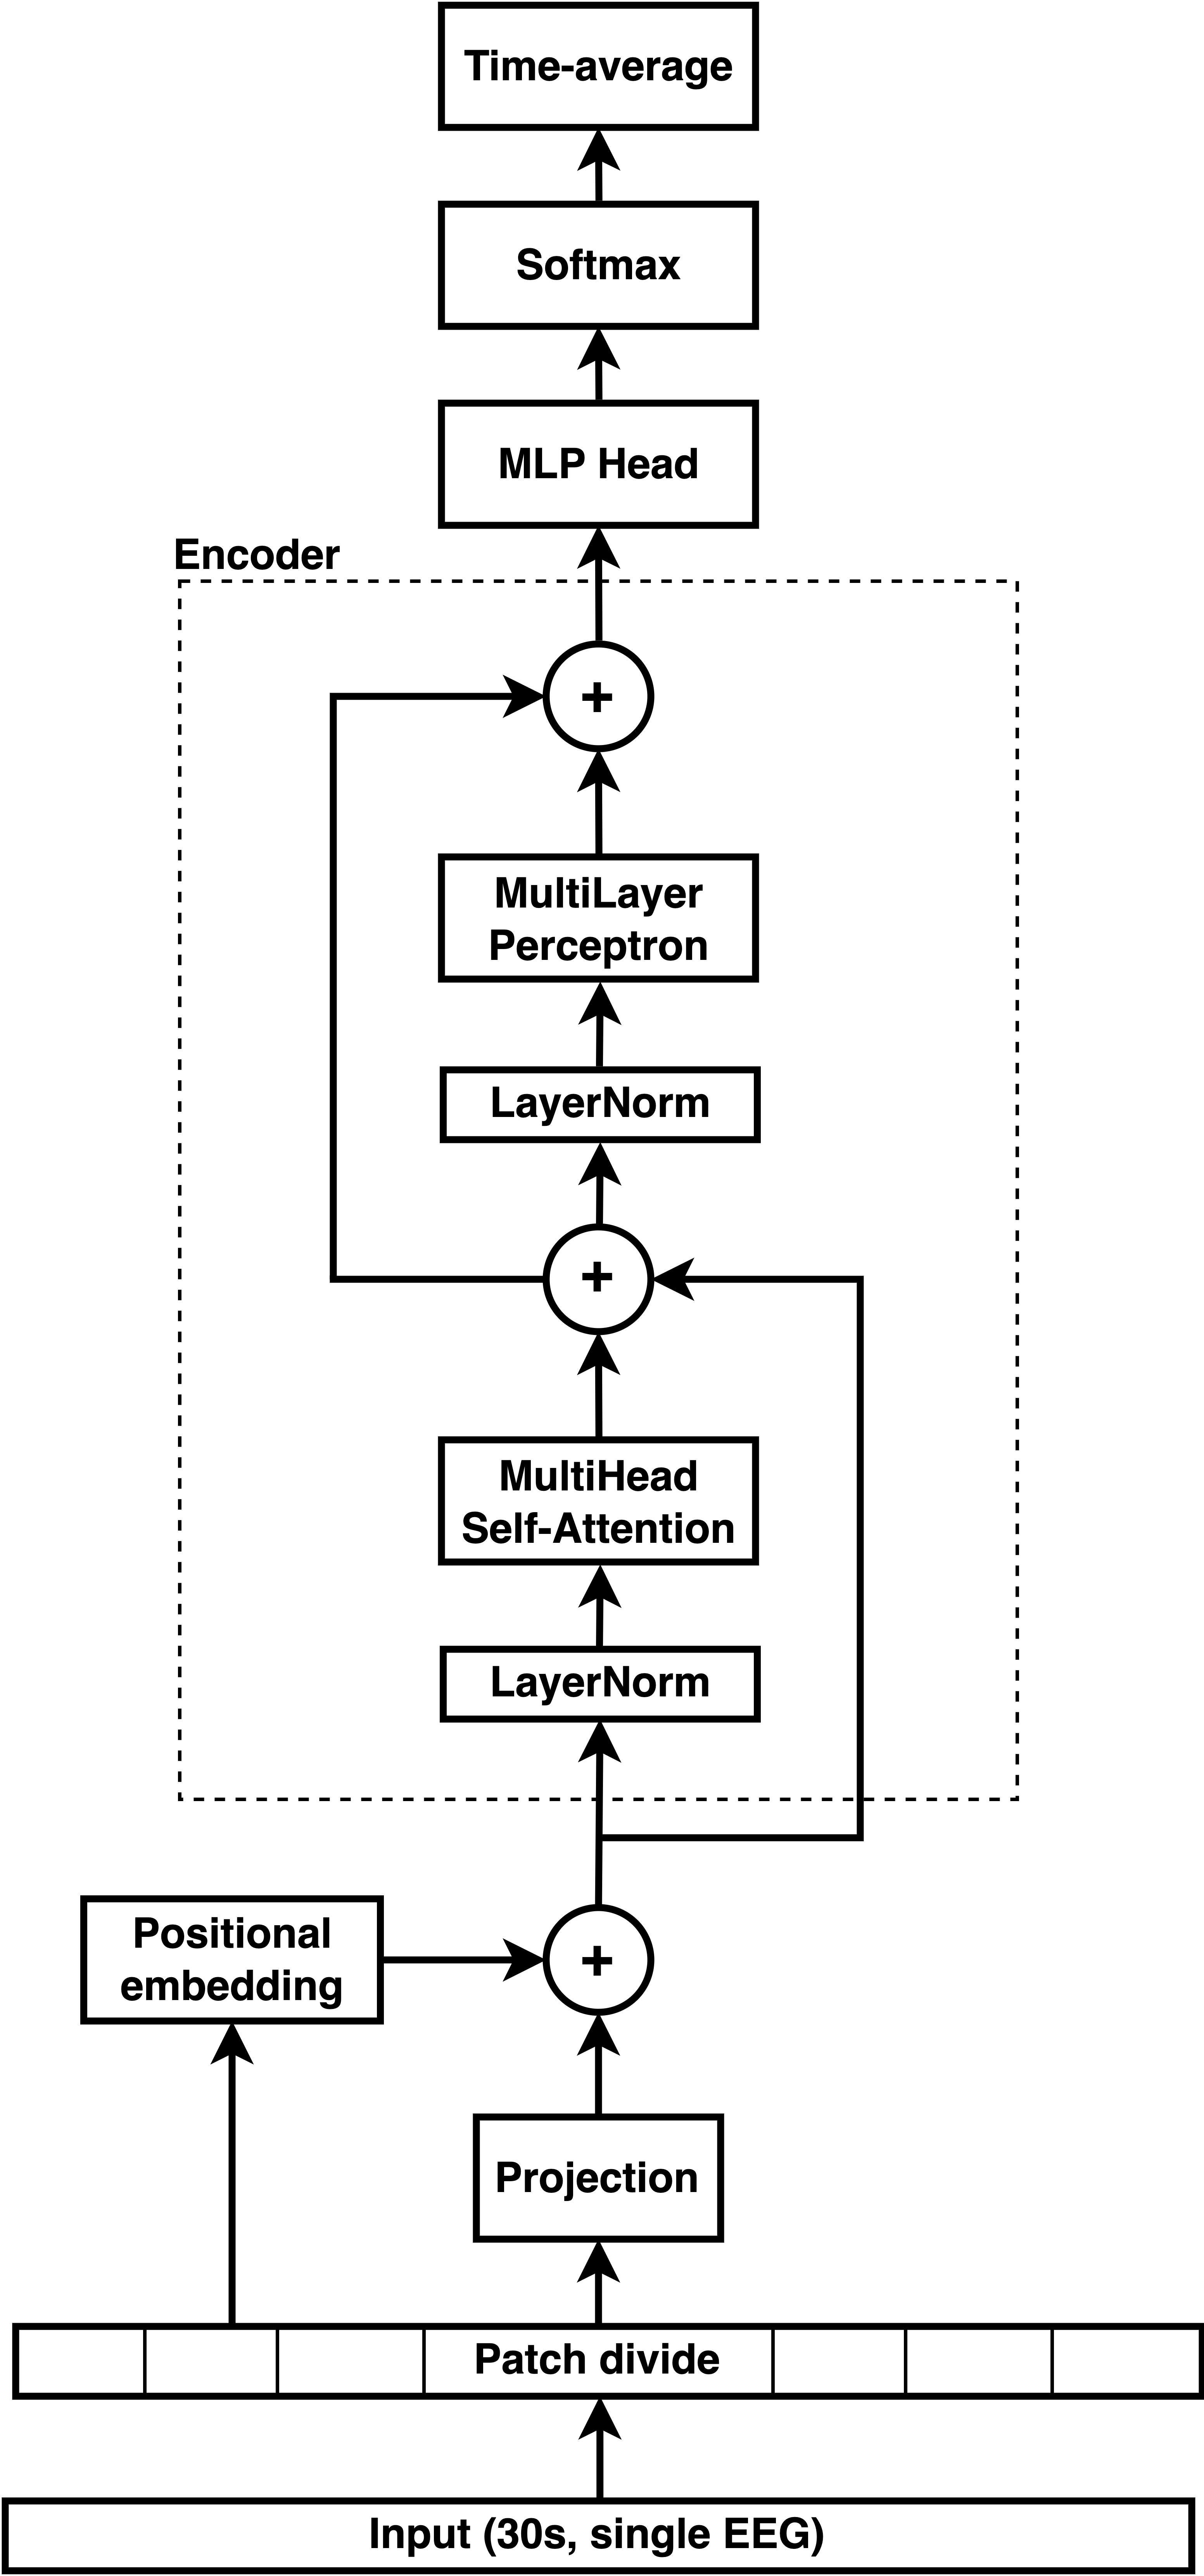 Time-average
Softmax
MLP Head
Encoder
+
MultiLayer
Perceptron
LayerNorm
+
MultiHead
Self-Attention
LayerNorm
Positional
embedding
+
Projection
Patch divide
Input (30s, single EEG)